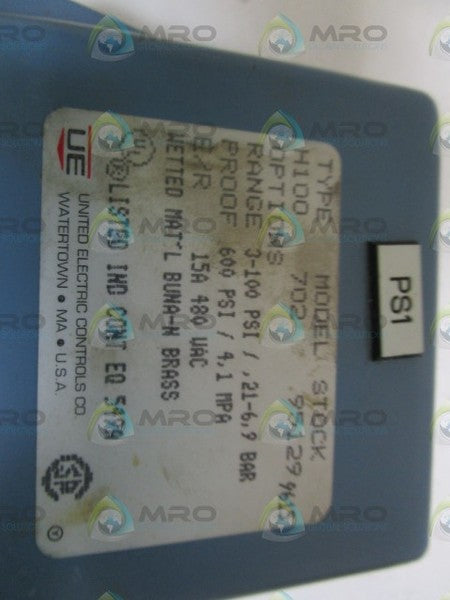 TYPE MODEL STOCK
H100 702
OPTIONS
RANGE 3-100 PSI / ,21-6,9 BAR
PROOF 600 PSI / 4,1 MPA
15A 480 VAC
WETTED MAT'L BUNA-N BRASS
LISTED IND CONT EQ
UE UNITED ELECTRIC CONTROLS CO.
WATERTOWN • MA • U.S.A.
PS1
MRO